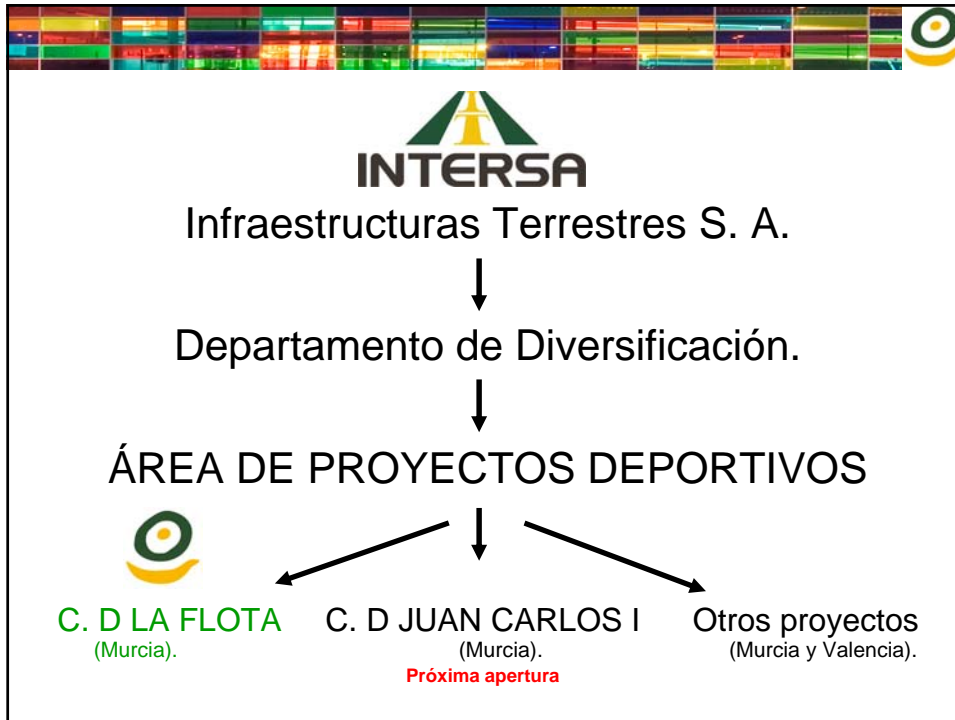 INTERSA
Infraestructuras Terrestres S. A.
Departamento de Diversificación.
ÁREA DE PROYECTOS DEPORTIVOS
C. D LA FLOTA
(Murcia).
C. D JUAN CARLOS I
(Murcia).
Próxima apertura
Otros proyectos
(Murcia y Valencia).